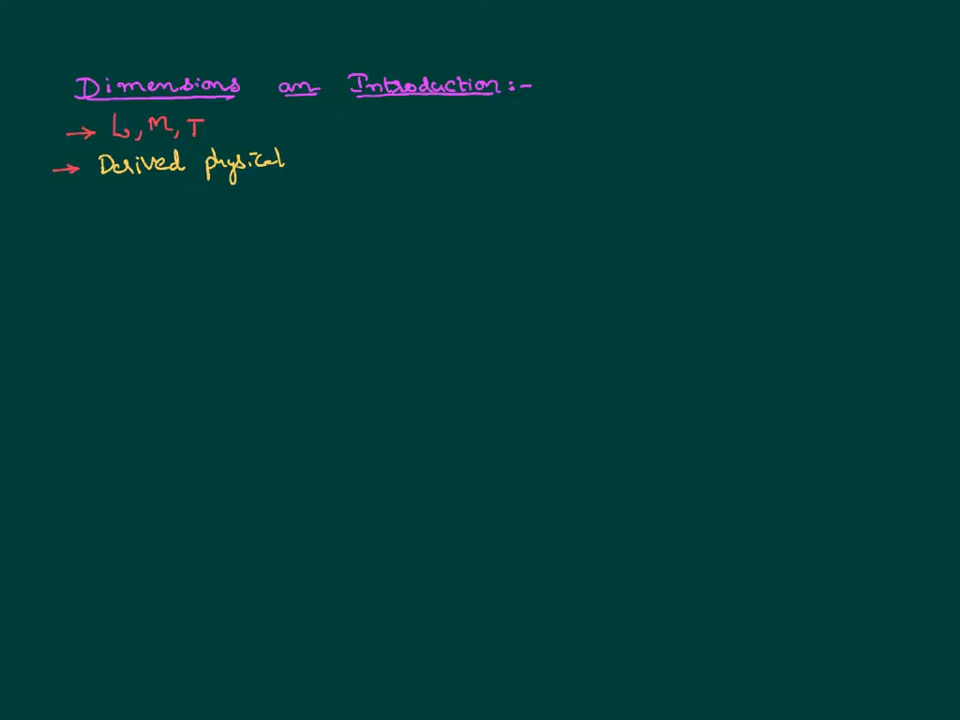 Dimensions an Introduction:-
→ L, M, T
→ Derived physical